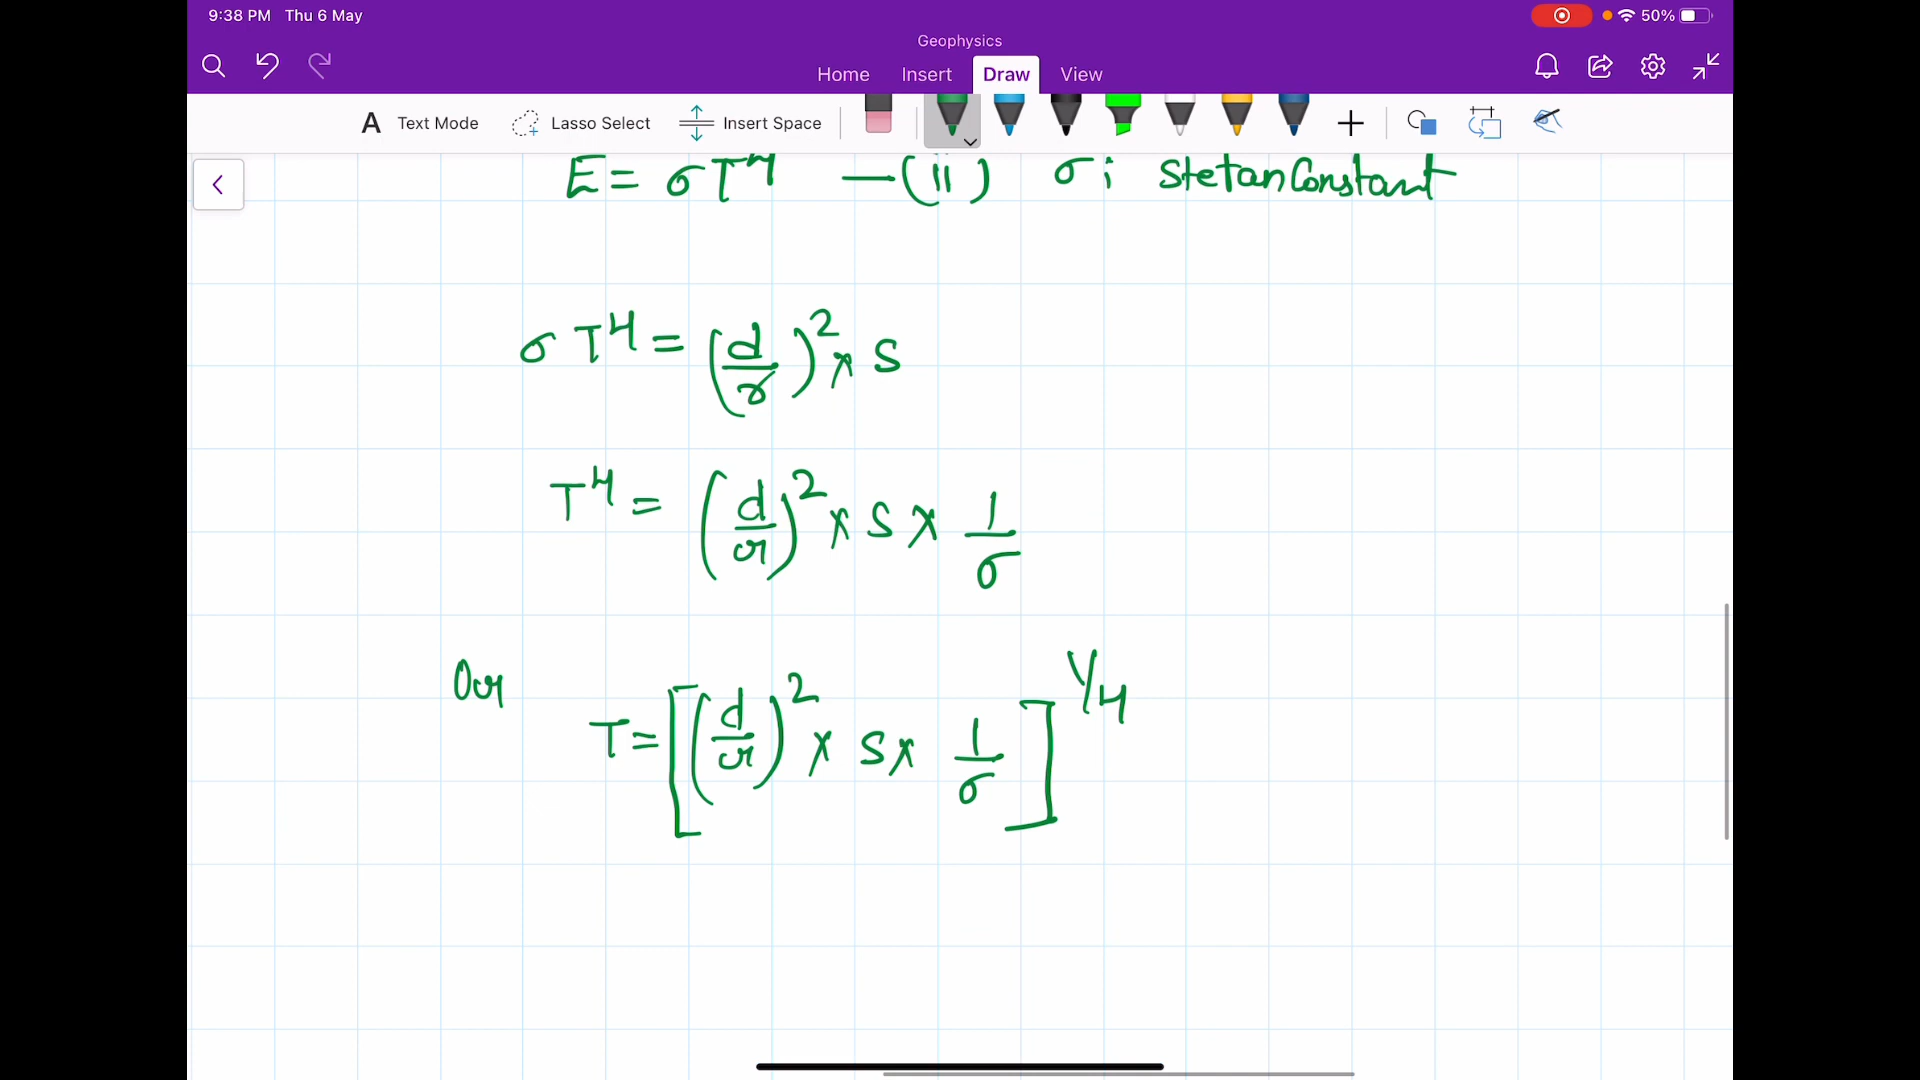 9:38 PM Thu 6 May
50%
Geophysics
Home Insert Draw View
A Text Mode Lasso Select Insert Space
E = σT⁴ —(ii) σ; Stefan Constant
σT⁴ = (d/r)² × S
T⁴ = (d/r)² × S × 1/σ
Or
T = [(d/r)² × S × 1/σ]^1/4